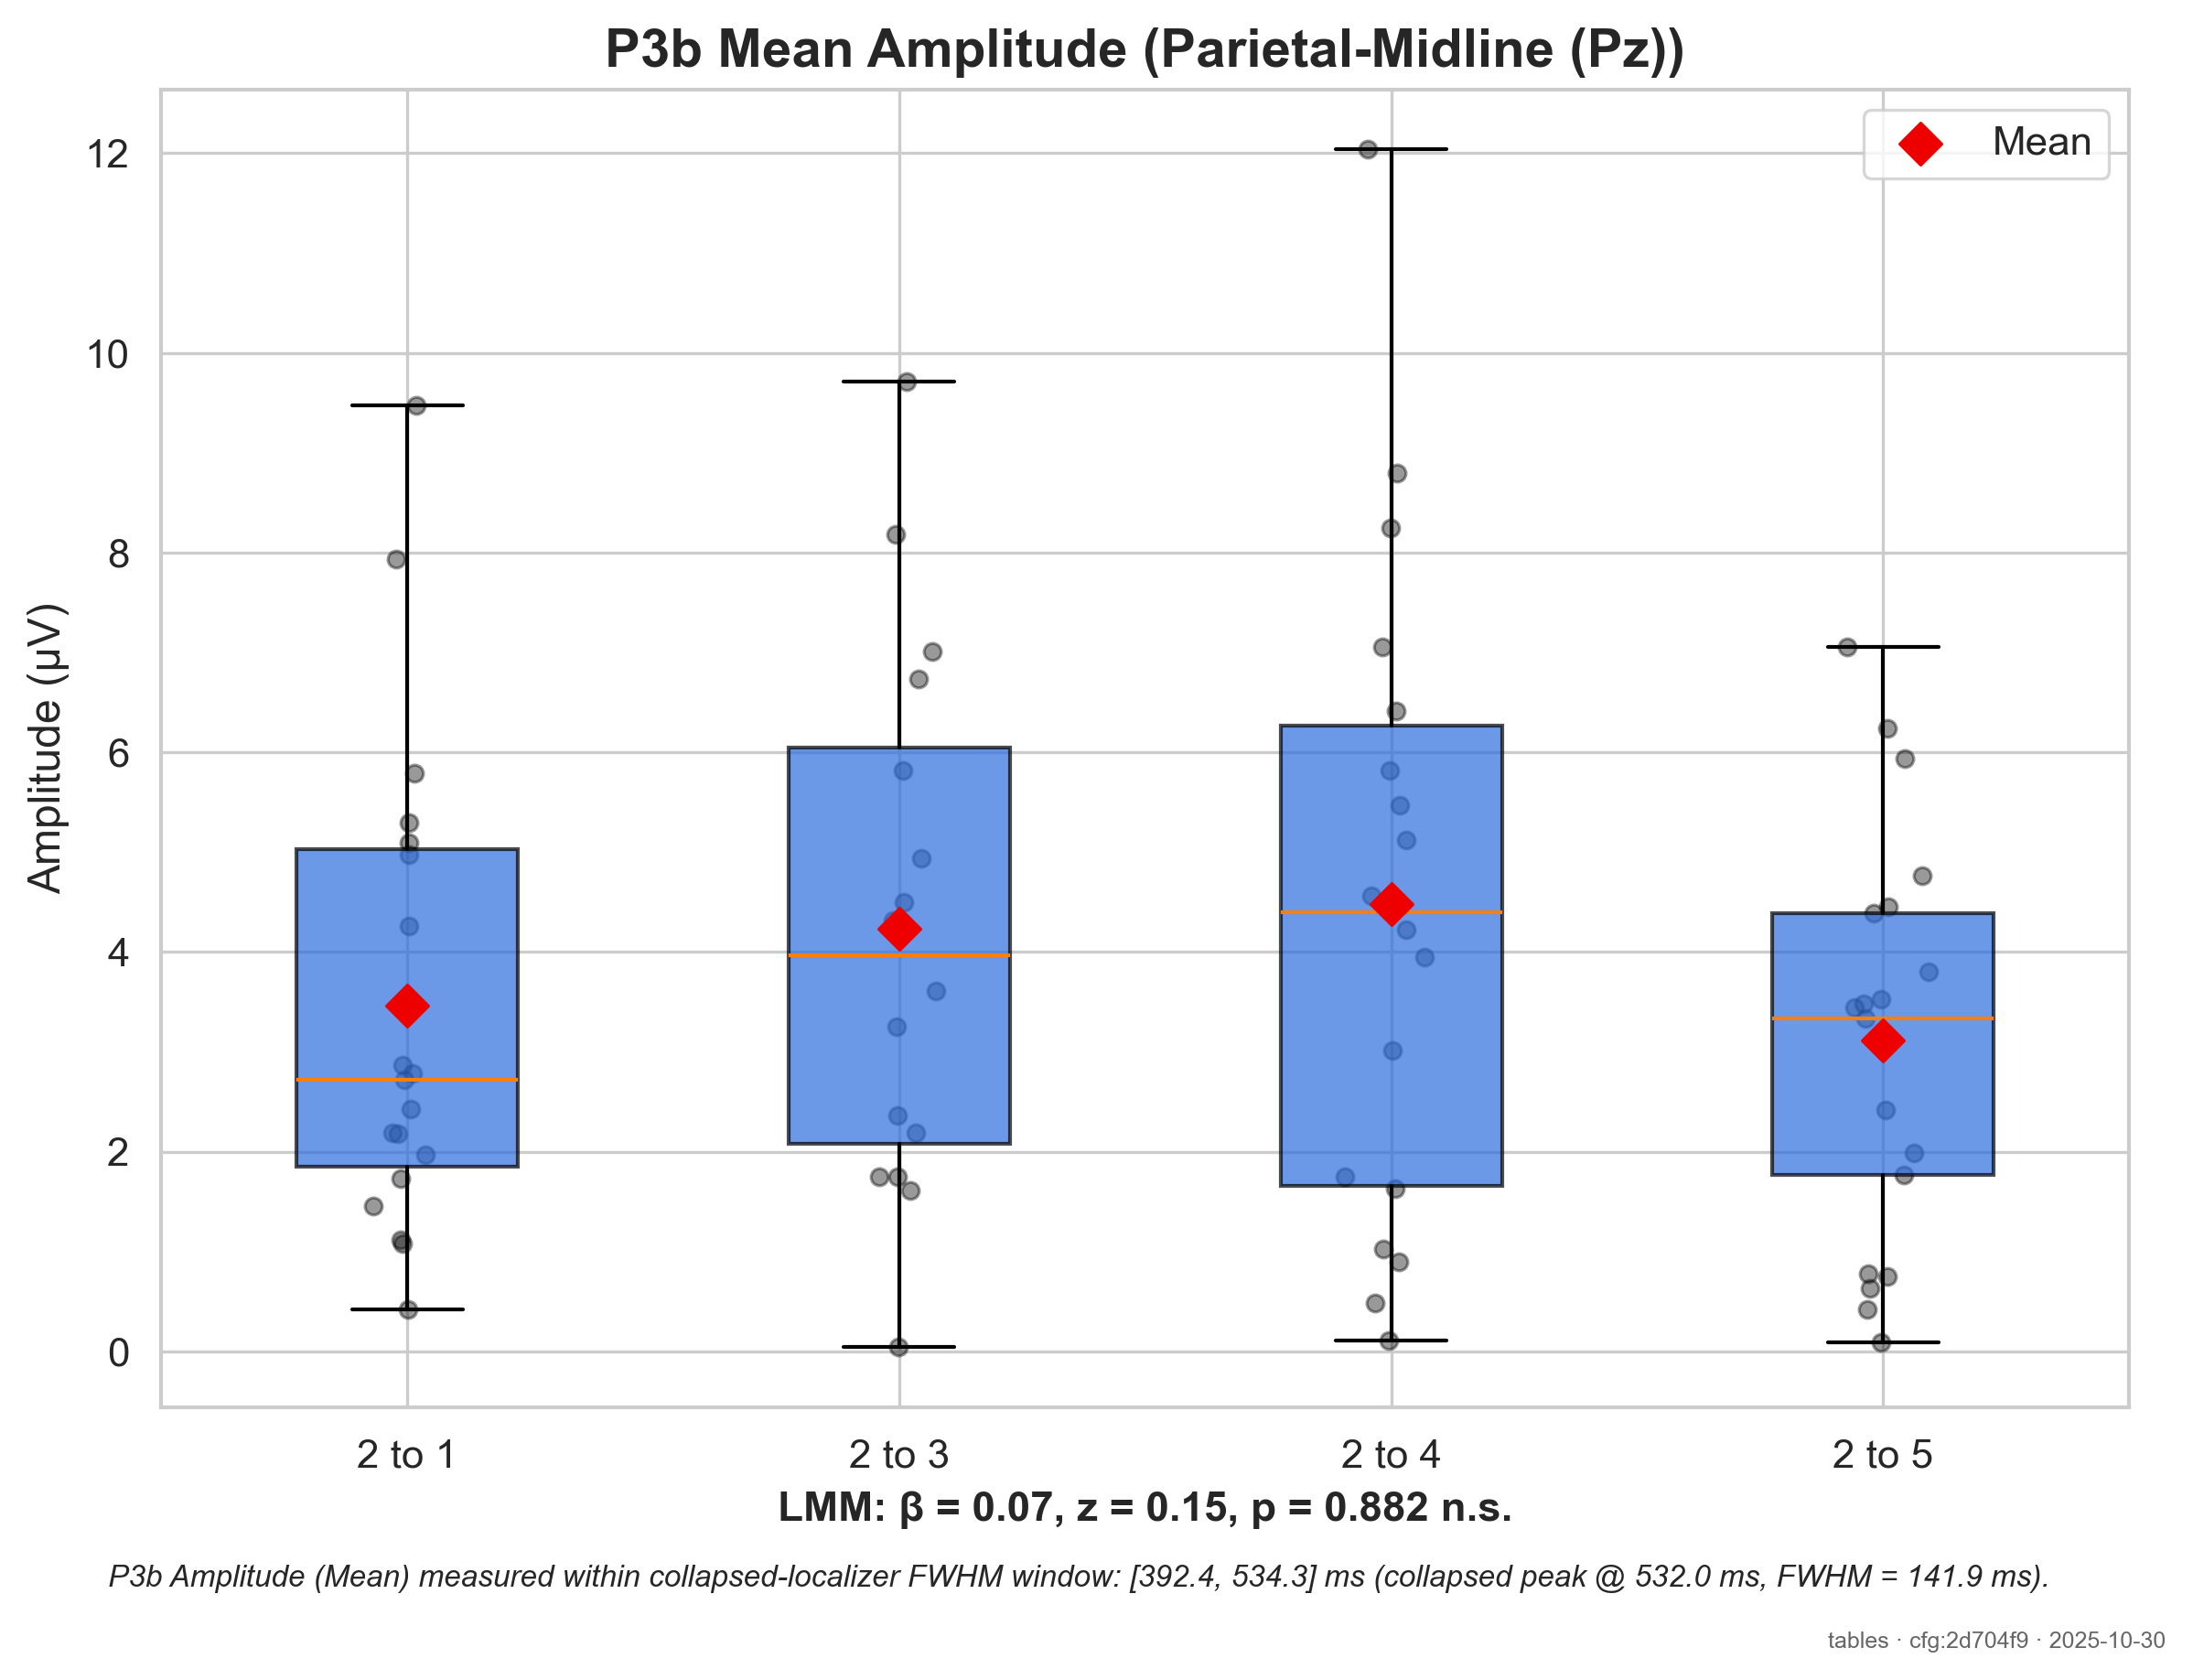 P3b Mean Amplitude (Parietal-Midline (Pz))
Mean
Amplitude (µV)
12
10
8
6
4
2
0
2 to 1
2 to 3
2 to 4
2 to 5
LMM: β = 0.07, z = 0.15, p = 0.882 n.s.
P3b Amplitude (Mean) measured within collapsed-localizer FWHM window: [392.4, 534.3] ms (collapsed peak @ 532.0 ms, FWHM = 141.9 ms).
tables · cfg:2d704f9 · 2025-10-30